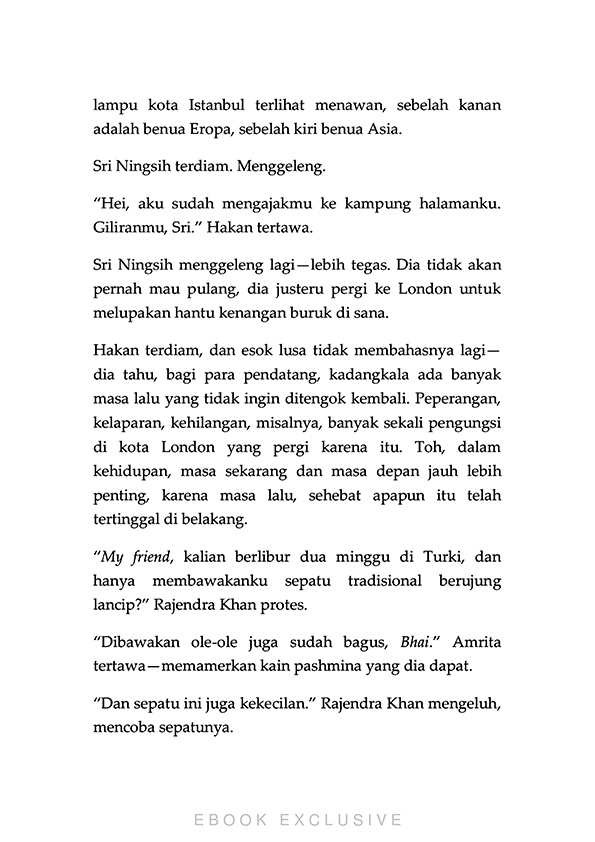 lampu kota Istanbul terlihat menawan, sebelah kanan
adalah benua Eropa, sebelah kiri benua Asia.
Sri Ningsih terdiam. Menggeleng.
“Hei, aku sudah mengajakmu ke kampung halamanku.
Giliranmu, Sri.” Hakan tertawa.
Sri Ningsih menggeleng lagi—lebih tegas. Dia tidak akan
pernah mau pulang, dia justeru pergi ke London untuk
melupakan hantu kenangan buruk di sana.
Hakan terdiam, dan esok lusa tidak membahasnya lagi—
dia tahu, bagi para pendatang, kadangkala ada banyak
masa lalu yang tidak ingin ditengok kembali. Peperangan,
kelaparan, kehilangan, misalnya, banyak sekali pengungsi
di kota London yang pergi karena itu. Toh, dalam
kehidupan, masa sekarang dan masa depan jauh lebih
penting, karena masa lalu, sehebat apapun itu telah
tertinggal di belakang.
“My friend, kalian berlibur dua minggu di Turki, dan
hanya membawakanku sepatu tradisional berujung
lancip?” Rajendra Khan protes.
“Dibawakan ole-ole juga sudah bagus, Bhai.” Amrita
tertawa—memamerkan kain pashmina yang dia dapat.
“Dan sepatu ini juga kekecilan.” Rajendra Khan mengeluh,
mencoba sepatunya.
EBOOK EXCLUSIVE